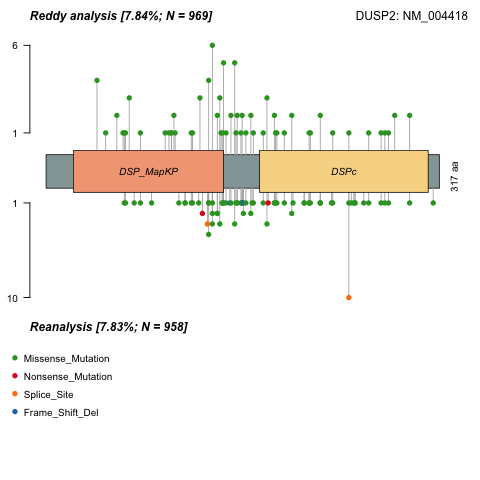 Reddy analysis [7.84%; N = 969]
DUSP2: NM_004418
6
1
DSP_MapKP
DSPc
317 aa
1
10
Reanalysis [7.83%; N = 958]
Missense_Mutation
Nonsense_Mutation
Splice_Site
Frame_Shift_Del